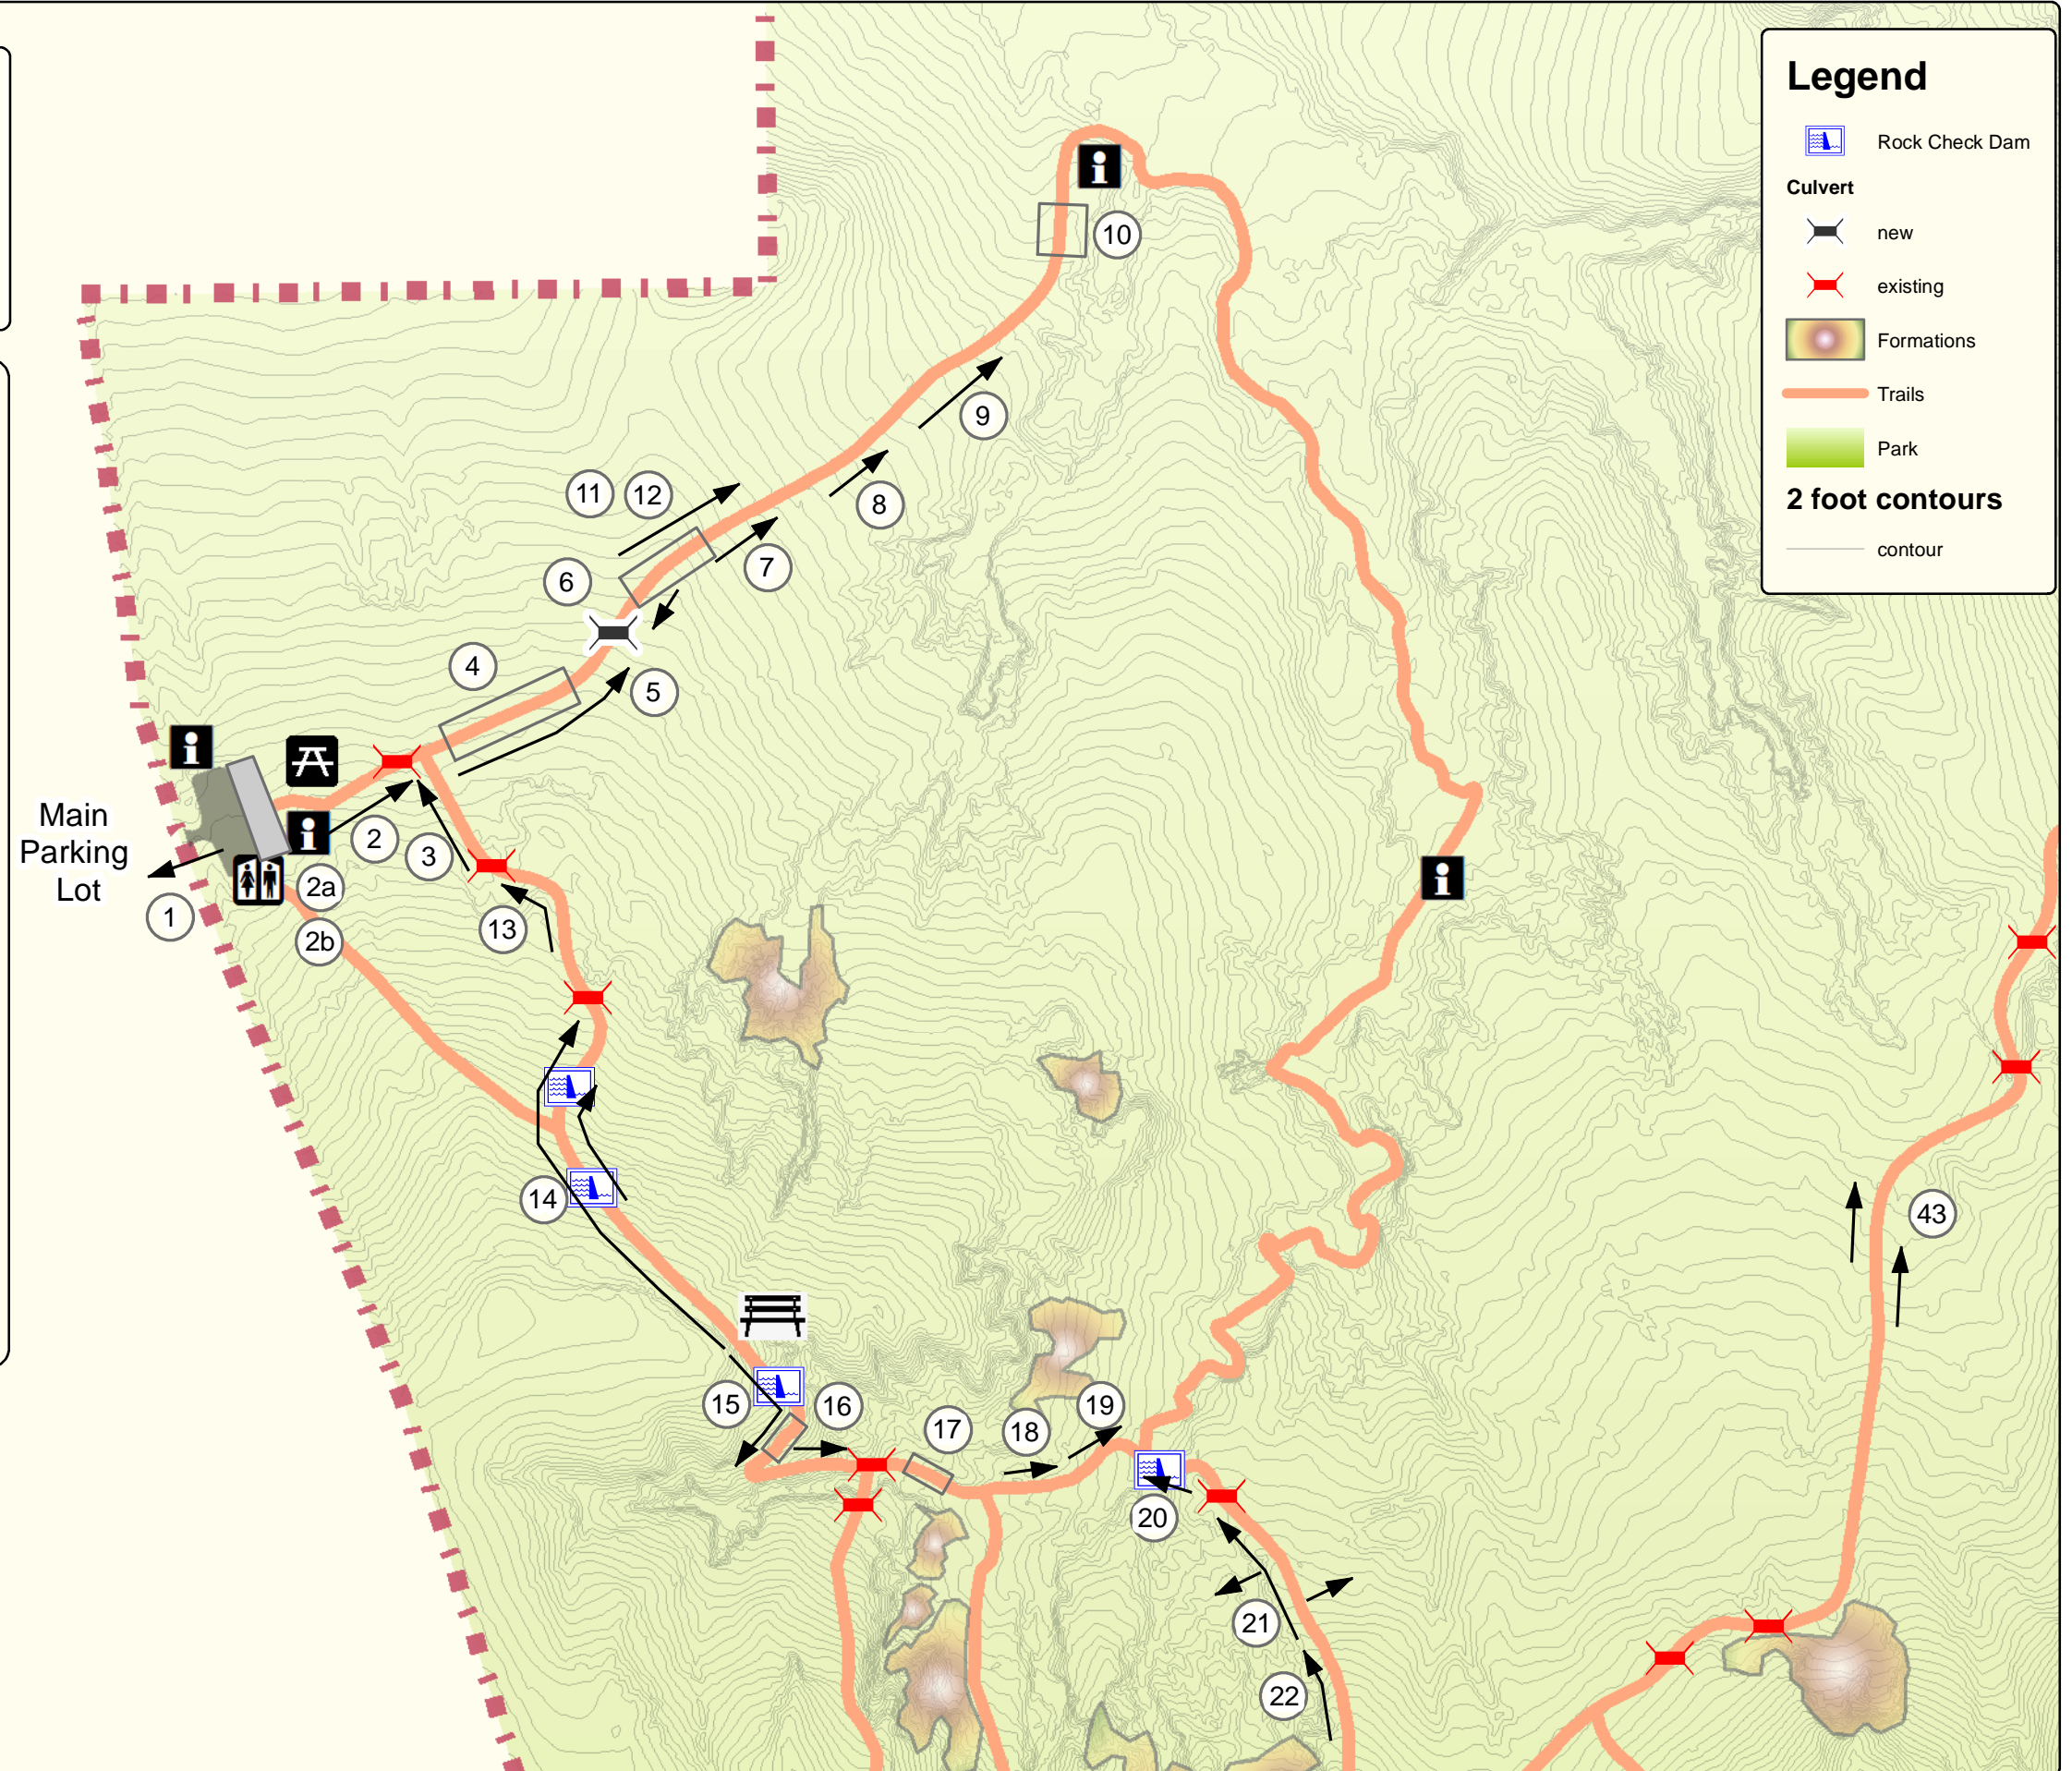 Legend
Rock Check Dam
Culvert
new
existing
Formations
Trails
Park
2 foot contours
contour
10
9
11 12
8
6
7
4
5
Main
Parking
Lot
2
3
2a
1
13
2b
14
43
15
16
17
18
19
20
21
22